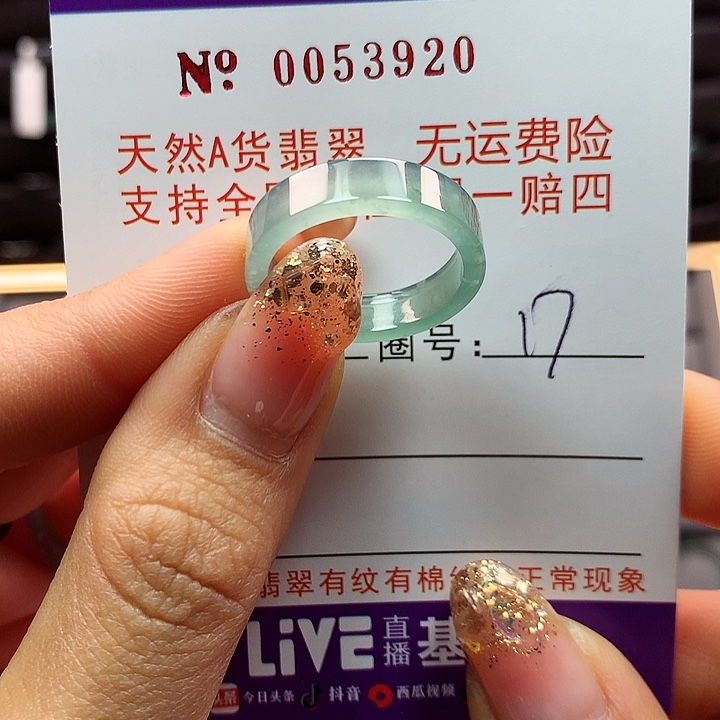 Nº 0053920
天然A货翡翠 无运费险
支持全 一赔四
圈号: 17
翡翠有纹有棉 正常现象
LiVE 直播 基
今日头条 抖音 西瓜视频